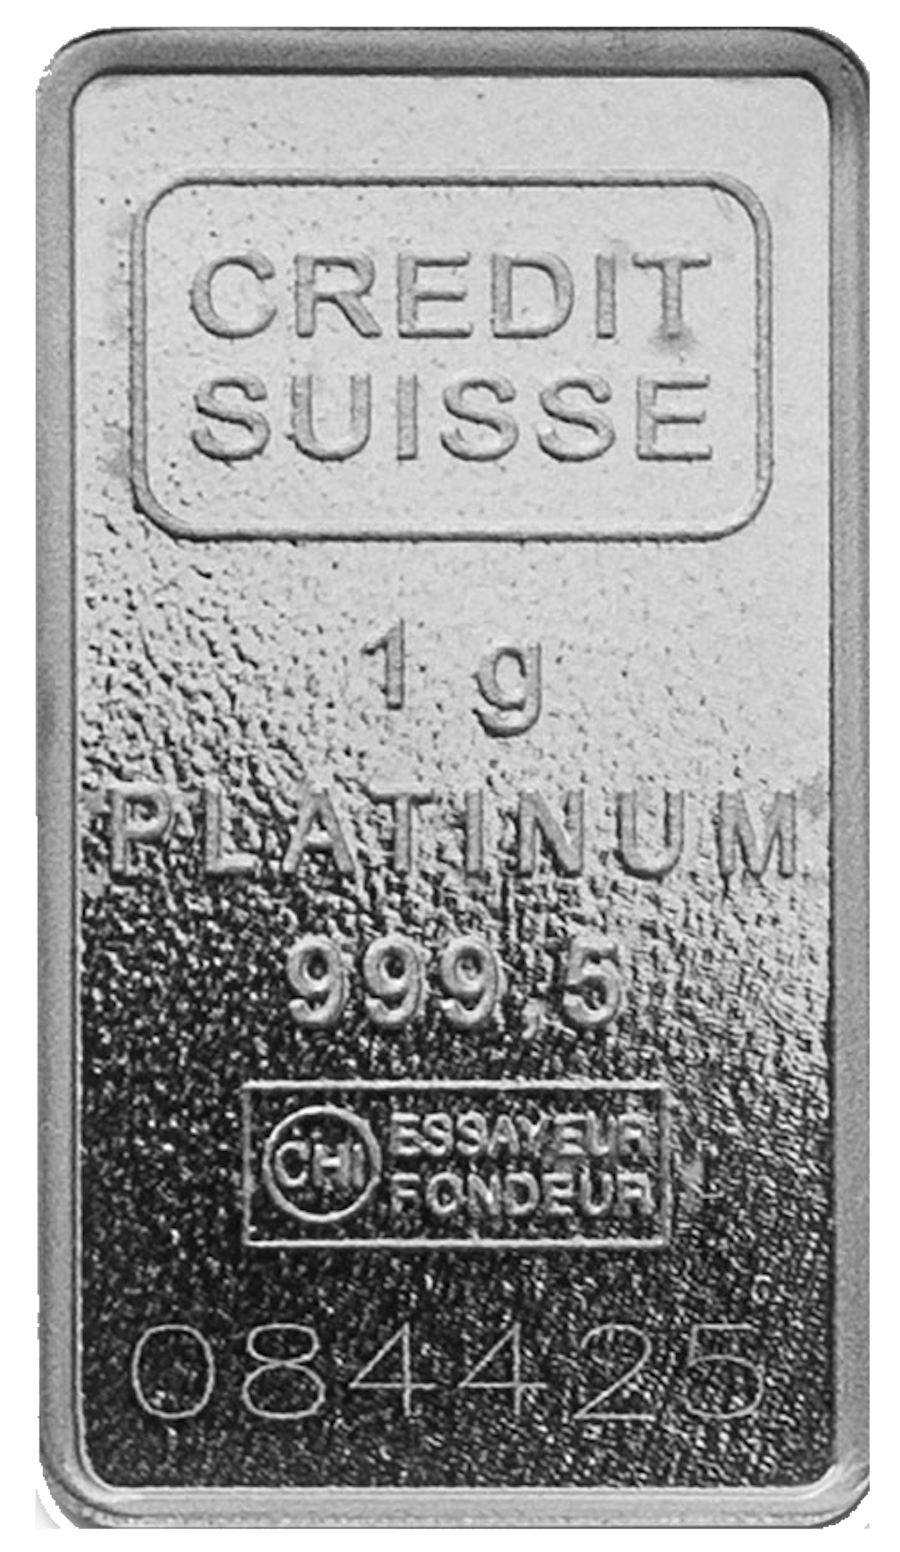 CREDIT
SUISSE
1 g
PLATINUM
999,5
CHI
ESSAYEUR
FONDEUR
084425